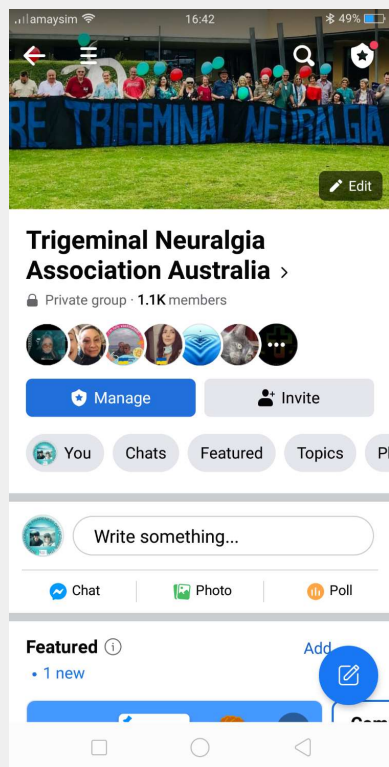 amaysim
16:42
49%
RE TRIGEMINAL NEURALGIA
Edit
Trigeminal Neuralgia
Association Australia >
Private group · 1.1K members
Manage
Invite
You
Chats
Featured
Topics
Write something...
Chat
Photo
Poll
Featured
Add
• 1 new